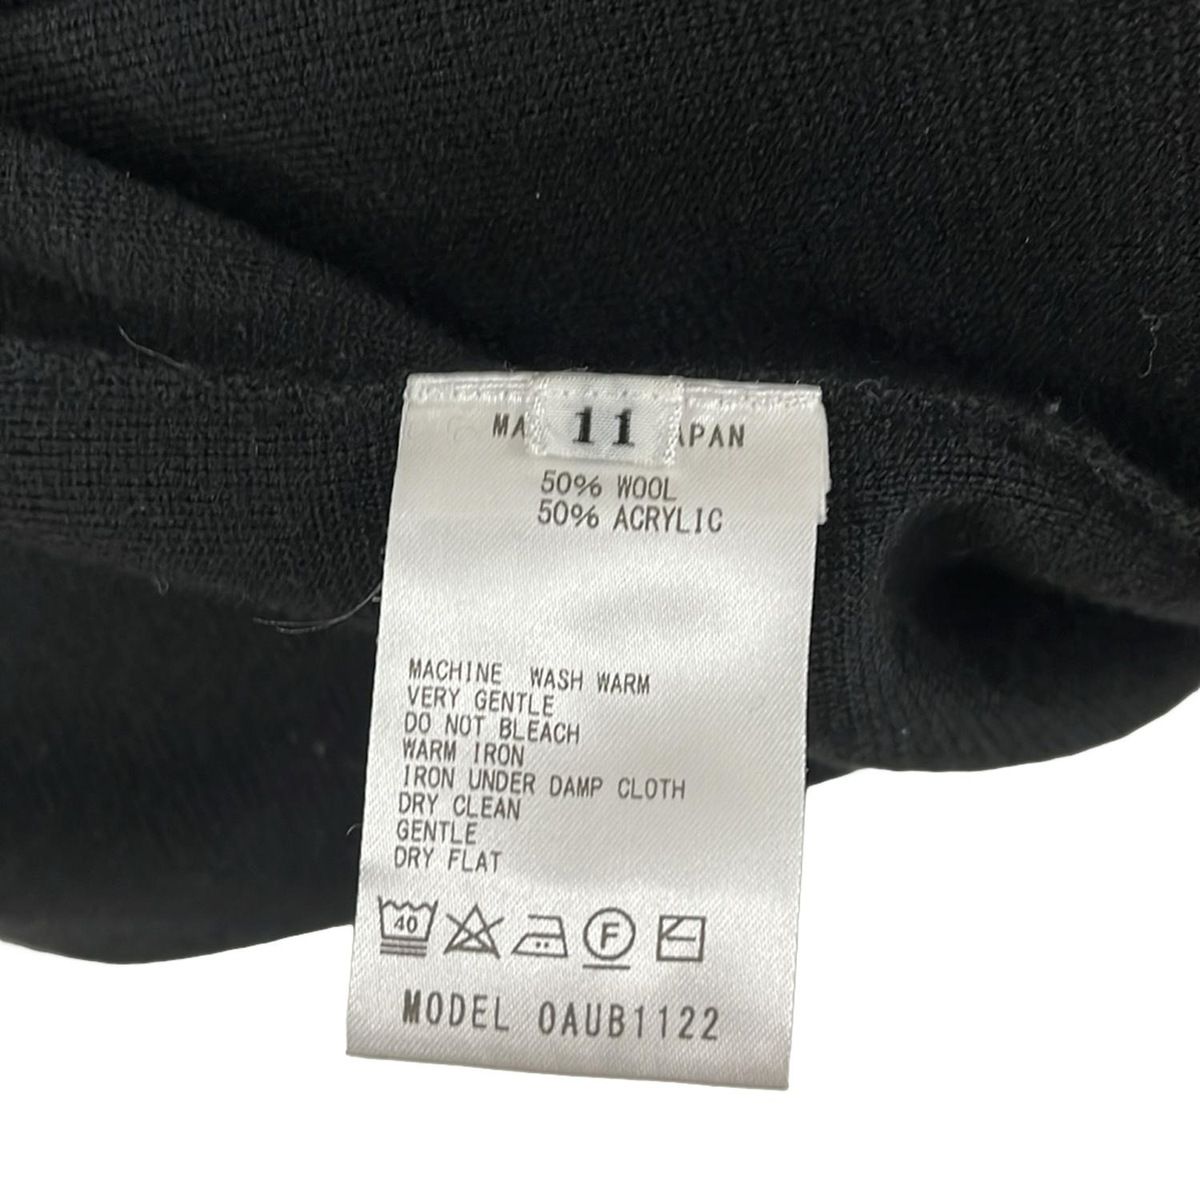 11
MA APAN
50% WOOL
50% ACRYLIC
MACHINE WASH WARM
VERY GENTLE
DO NOT BLEACH
WARM IRON
IRON UNDER DAMP CLOTH
DRY CLEAN
GENTLE
DRY FLAT
40 F
MODEL 0AUB1122